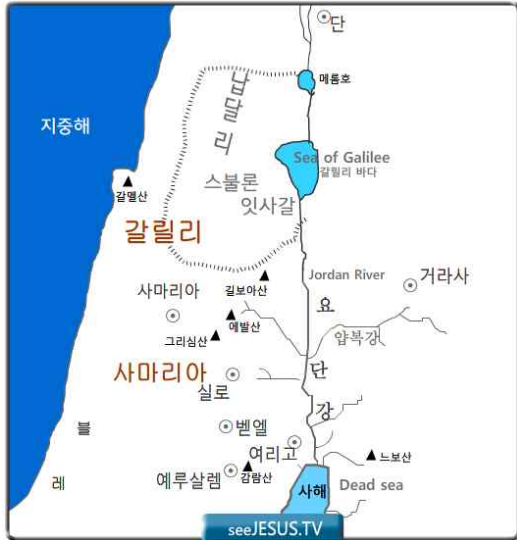 단
메롬호
납달리
지중해
Sea of Galilee
갈릴리 바다
스불론
갈멜산
잇사갈
갈릴리
Jordan River
거라사
길보아산
사마리아
요단강
에발산
그리심산
얍복강
사마리아
실로
벧엘
블레
여리고
느보산
예루살렘
감람산
사해
Dead sea
seeJESUS.TV